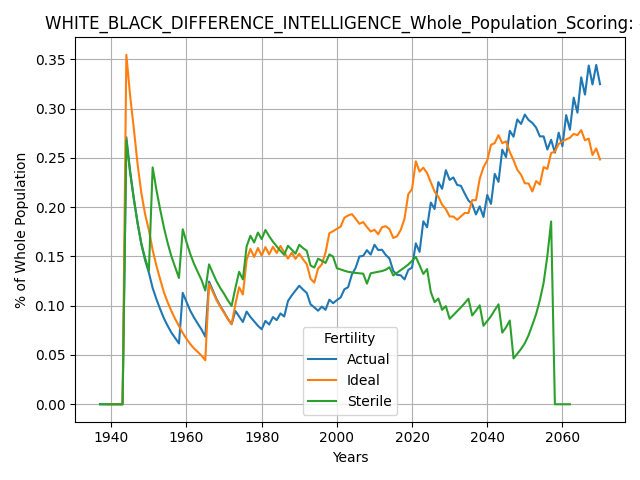 WHITE_BLACK_DIFFERENCE_INTELLIGENCE_Whole_Population_Scoring:
% of Whole Population
0.35
0.30
0.25
0.20
0.15
0.10
0.05
0.00
Fertility
Actual
Ideal
Sterile
1940 1960 1980 2000 2020 2040 2060
Years